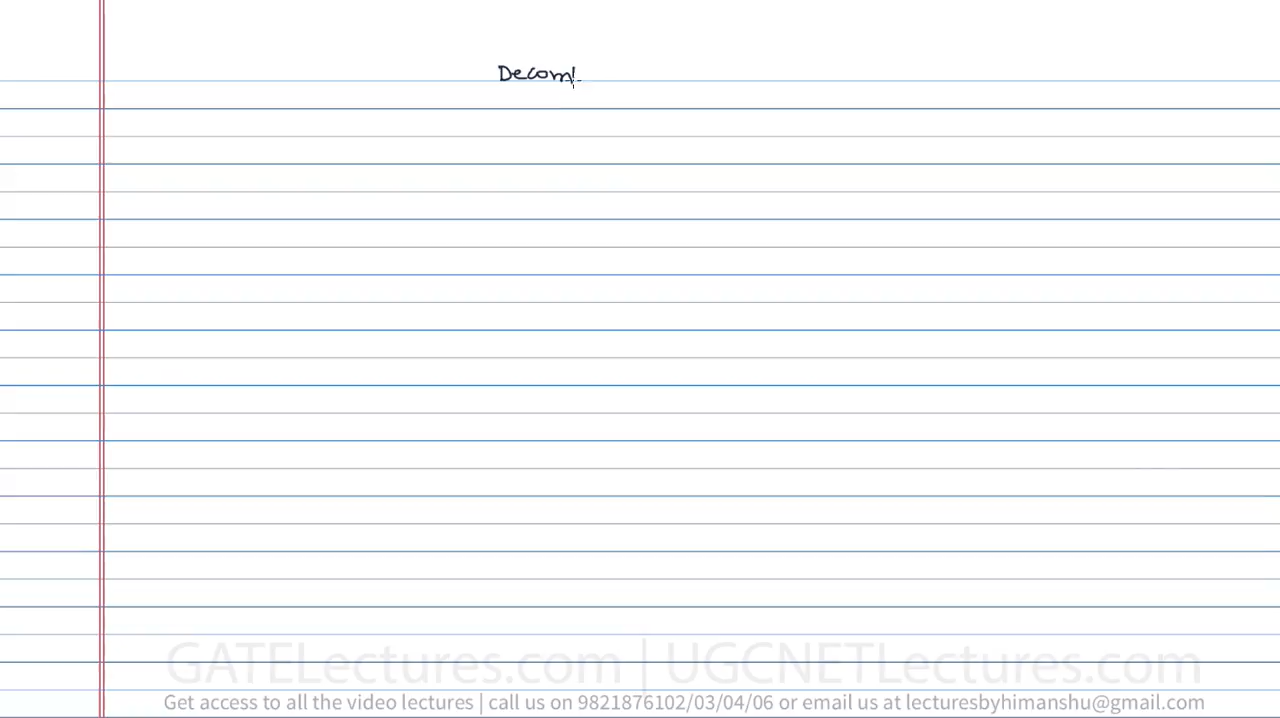 Decom
GATELectures.com | UGCNETLectures.com
Get access to all the video lectures | call us on 9821876102/03/04/06 or email us at lecturesbyhimanshu@gmail.com